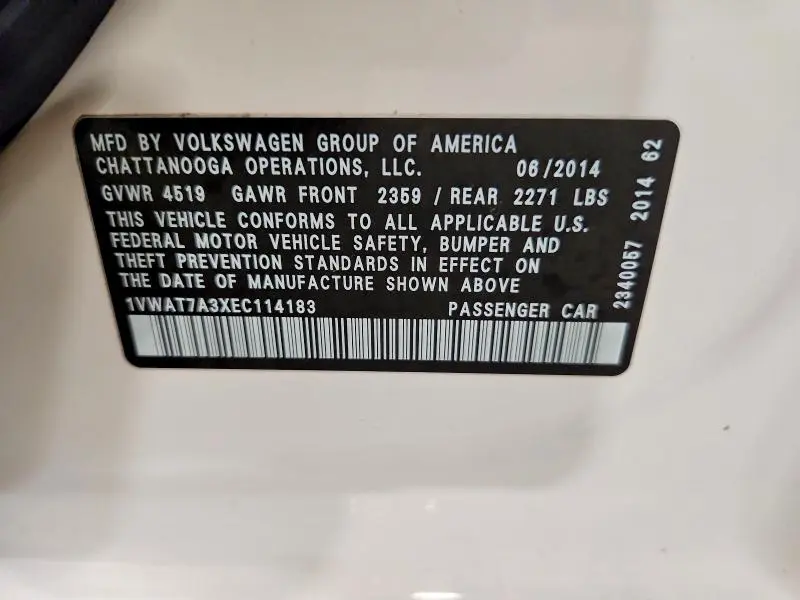 MFD BY VOLKSWAGEN GROUP OF AMERICA
CHATTANOOGA OPERATIONS, LLC. 06/2014
GVWR 4519 GAWR FRONT 2359 / REAR 2271 LBS
THIS VEHICLE CONFORMS TO ALL APPLICABLE U.S.
FEDERAL MOTOR VEHICLE SAFETY, BUMPER AND
THEFT PREVENTION STANDARDS IN EFFECT ON
THE DATE OF MANUFACTURE SHOWN ABOVE
1VWAT7A3XEC114183 PASSENGER CAR
2340057 2014 62